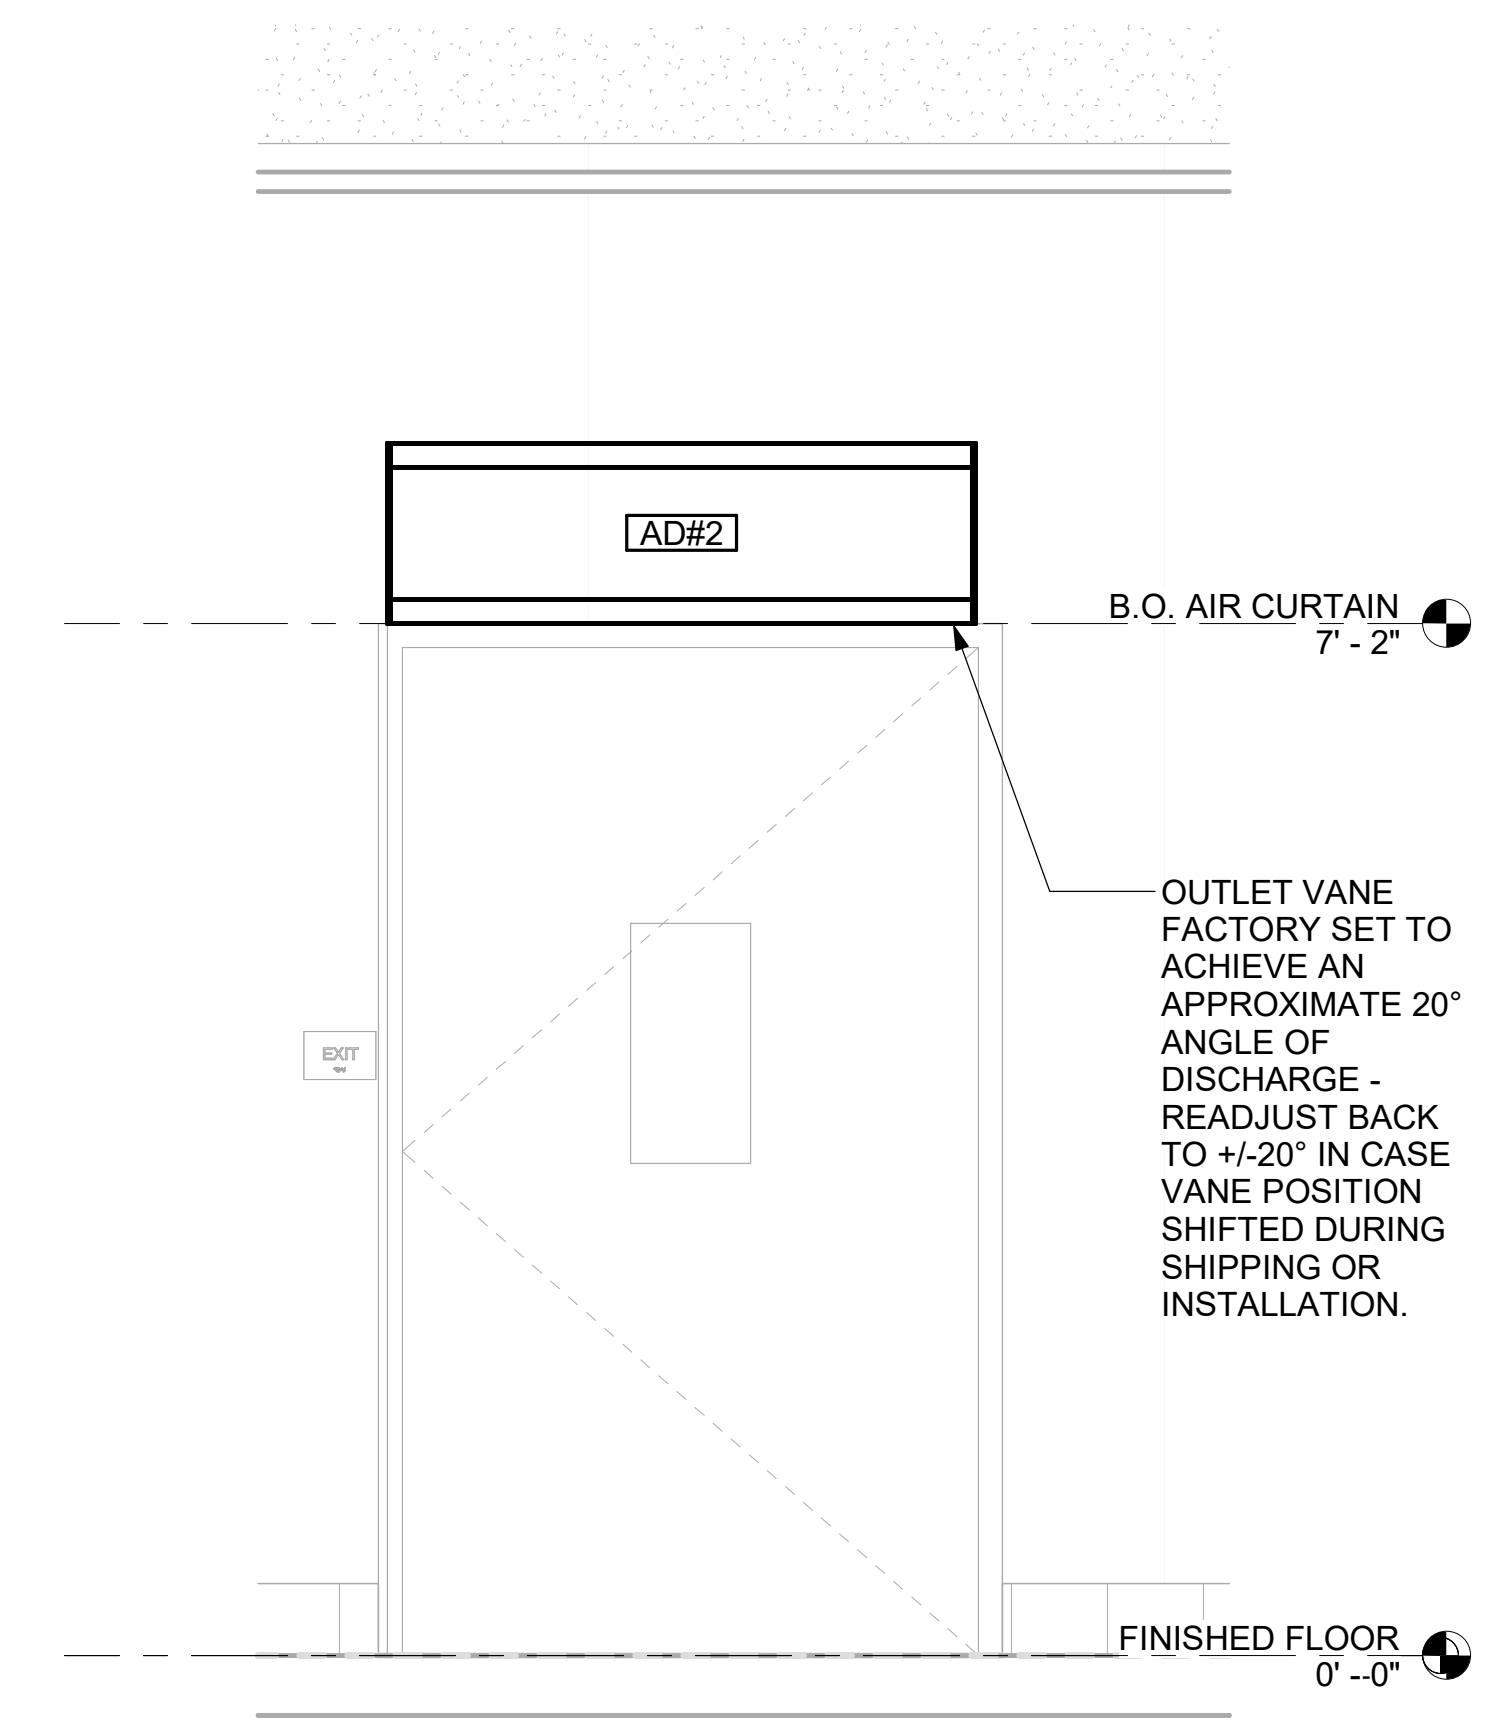 AD#2
B.O. AIR CURTAIN
7' - 2"
OUTLET VANE
FACTORY SET TO
ACHIEVE AN
APPROXIMATE 20°
ANGLE OF
DISCHARGE -
READJUST BACK
TO +/-20° IN CASE
VANE POSITION
SHIFTED DURING
SHIPPING OR
INSTALLATION.
EXIT
FINISHED FLOOR
0' --0"